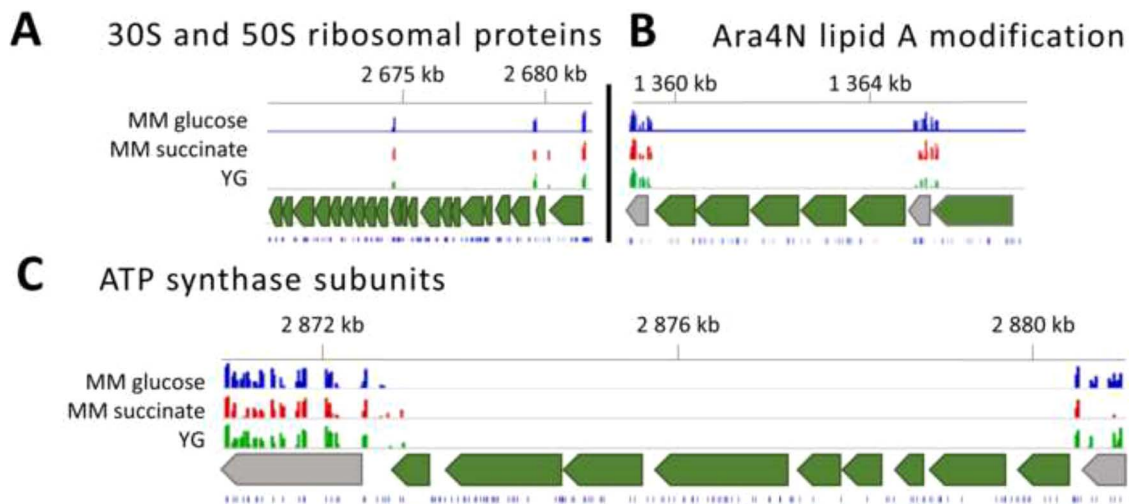 A 30S and 50S ribosomal proteins
2 675 kb 2 680 kb
MM glucose
MM succinate
YG
B Ara4N lipid A modification
1 360 kb 1 364 kb
C ATP synthase subunits
2 872 kb 2 876 kb 2 880 kb
MM glucose
MM succinate
YG